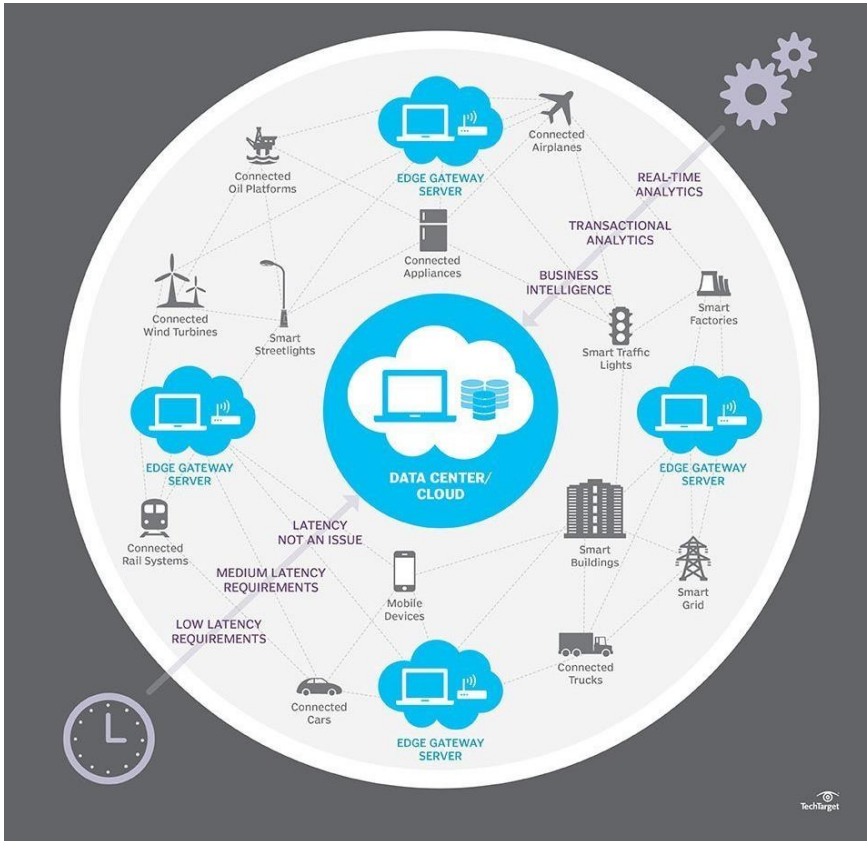 Connected
Airplanes
Connected
Oil Platforms
EDGE GATEWAY
SERVER
REAL-TIME
ANALYTICS
TRANSACTIONAL
ANALYTICS
Connected
Appliances
BUSINESS
INTELLIGENCE
Connected
Wind Turbines
Smart
Streetlights
Smart
Factories
Smart Traffic
Lights
EDGE GATEWAY
SERVER
DATA CENTER/
CLOUD
EDGE GATEWAY
SERVER
LATENCY
NOT AN ISSUE
Connected
Rail Systems
Smart
Buildings
MEDIUM LATENCY
REQUIREMENTS
Mobile
Devices
Smart
Grid
LOW LATENCY
REQUIREMENTS
Connected
Trucks
Connected
Cars
EDGE GATEWAY
SERVER
TechTarget